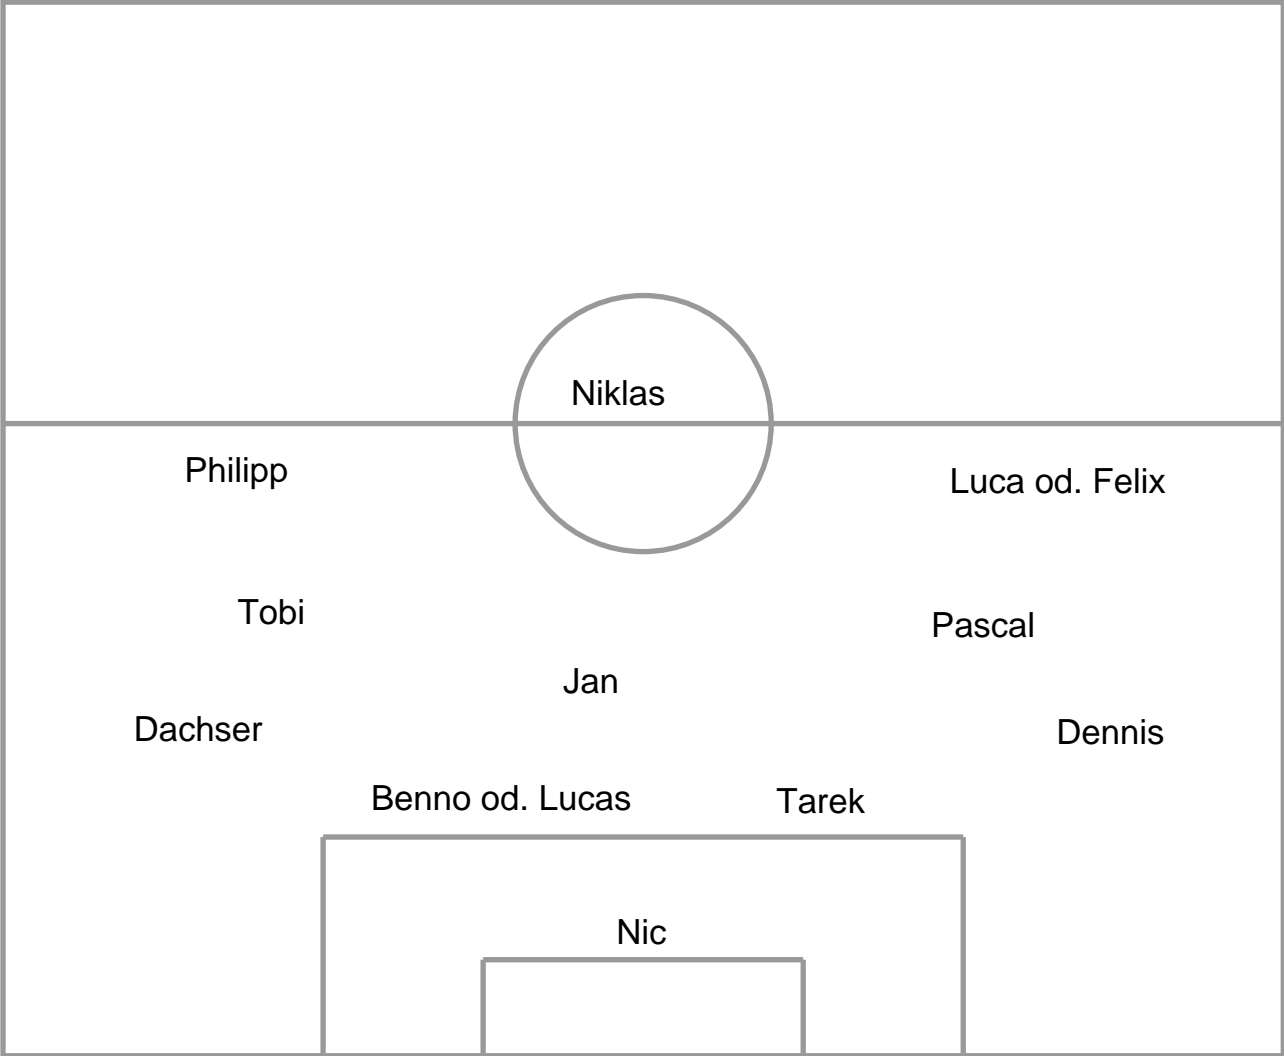 Niklas
Philipp
Luca od. Felix
Tobi
Pascal
Jan
Dachser
Dennis
Benno od. Lucas
Tarek
Nic